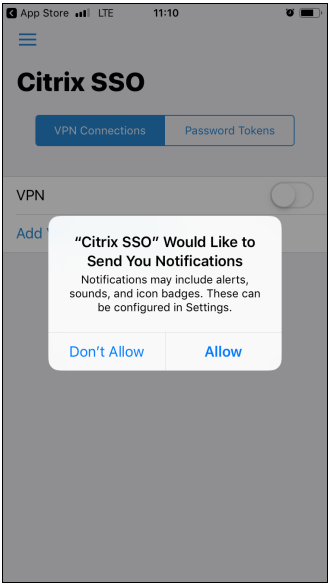 App Store LTE 11:10
Citrix SSO
VPN Connections Password Tokens
VPN
Add
“Citrix SSO” Would Like to
Send You Notifications
Notifications may include alerts,
sounds, and icon badges. These can
be configured in Settings.
Don’t Allow Allow